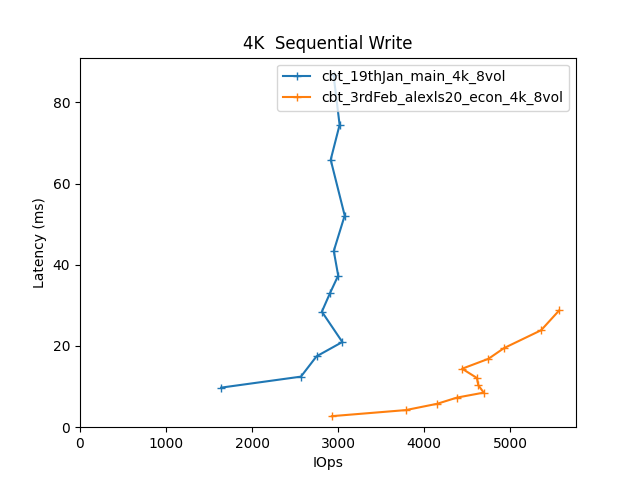 4K  Sequential Write
cbt_19thJan_main_4k_8vol
cbt_3rdFeb_alexls20_econ_4k_8vol
Latency (ms)
80
60
40
20
0
0 1000 2000 3000 4000 5000
IOps